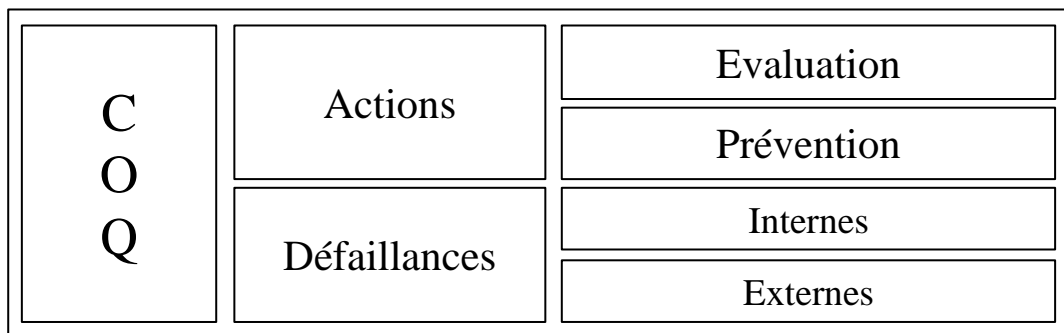 C
O
Q
Actions
Défaillances
Evaluation
Prévention
Internes
Externes